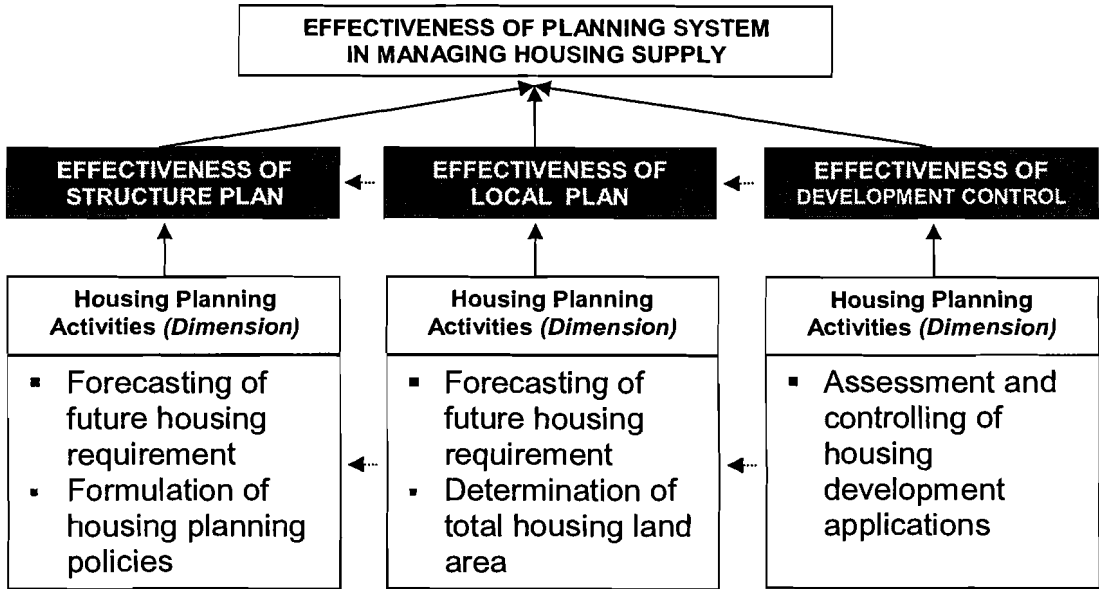 EFFECTIVENESS OF PLANNING SYSTEM
IN MANAGING HOUSING SUPPLY
EFFECTIVENESS OF
STRUCTURE PLAN
EFFECTIVENESS OF
LOCAL PLAN
EFFECTIVENESS OF
DEVELOPMENT CONTROL
Housing Planning
Activities (Dimension)
▪ Forecasting of
future housing
requirement
▪ Formulation of
housing planning
policies
Housing Planning
Activities (Dimension)
▪ Forecasting of
future housing
requirement
▪ Determination of
total housing land
area
Housing Planning
Activities (Dimension)
▪ Assessment and
controlling of
housing
development
applications